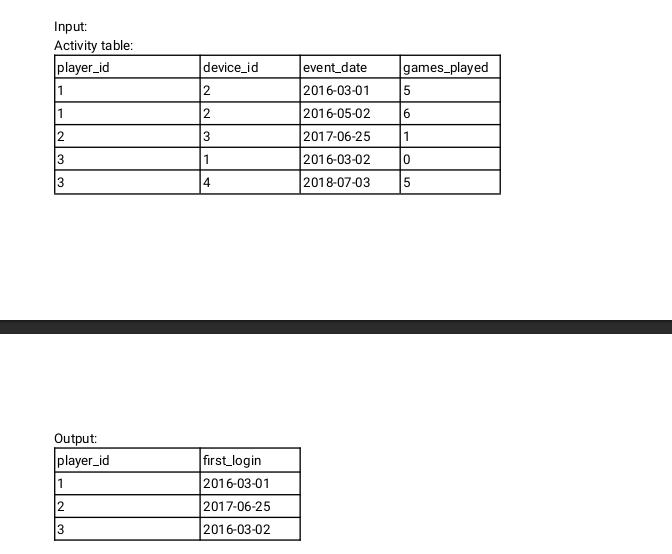 Input:
Activity table:
player_id device_id event_date games_played
1 2 2016-03-01 5
1 2 2016-05-02 6
2 3 2017-06-25 1
3 1 2016-03-02 0
3 4 2018-07-03 5
Output:
player_id first_login
1 2016-03-01
2 2017-06-25
3 2016-03-02